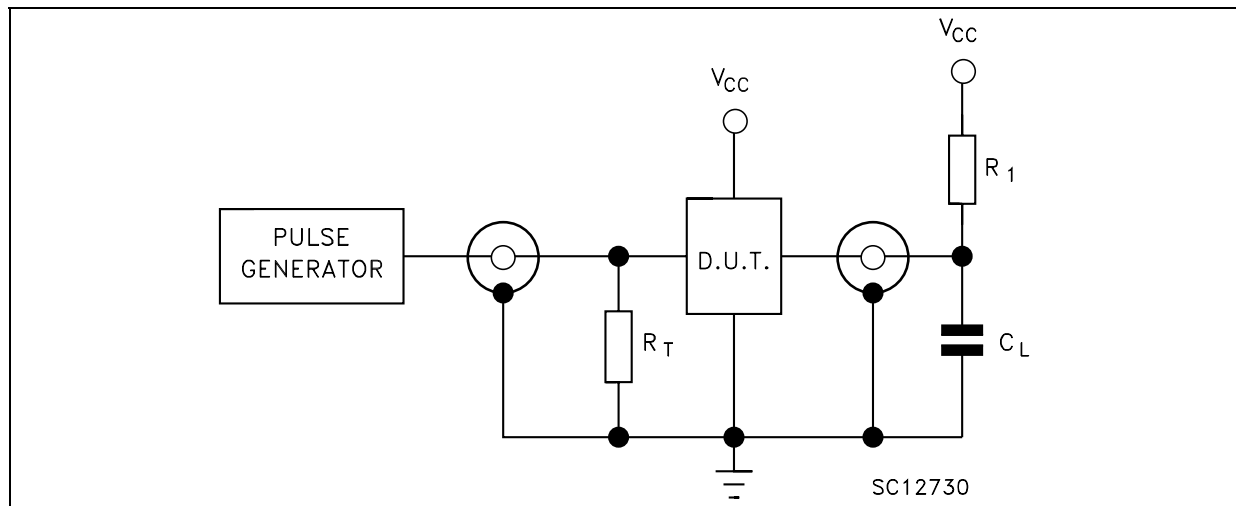 VCC
VCC
R1
PULSE
GENERATOR
D.U.T.
RT
CL
SC12730